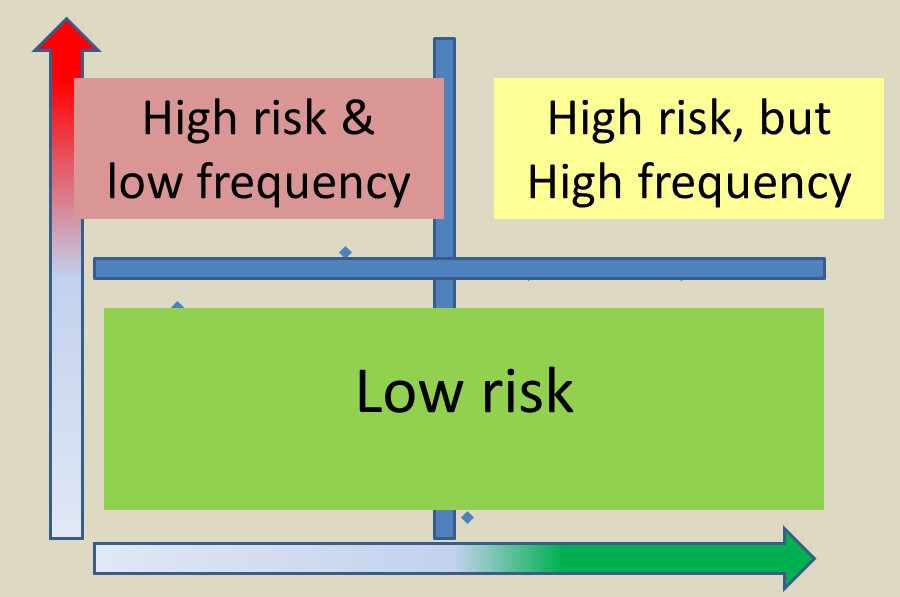 High risk &
low frequency
High risk, but
High frequency
Low risk